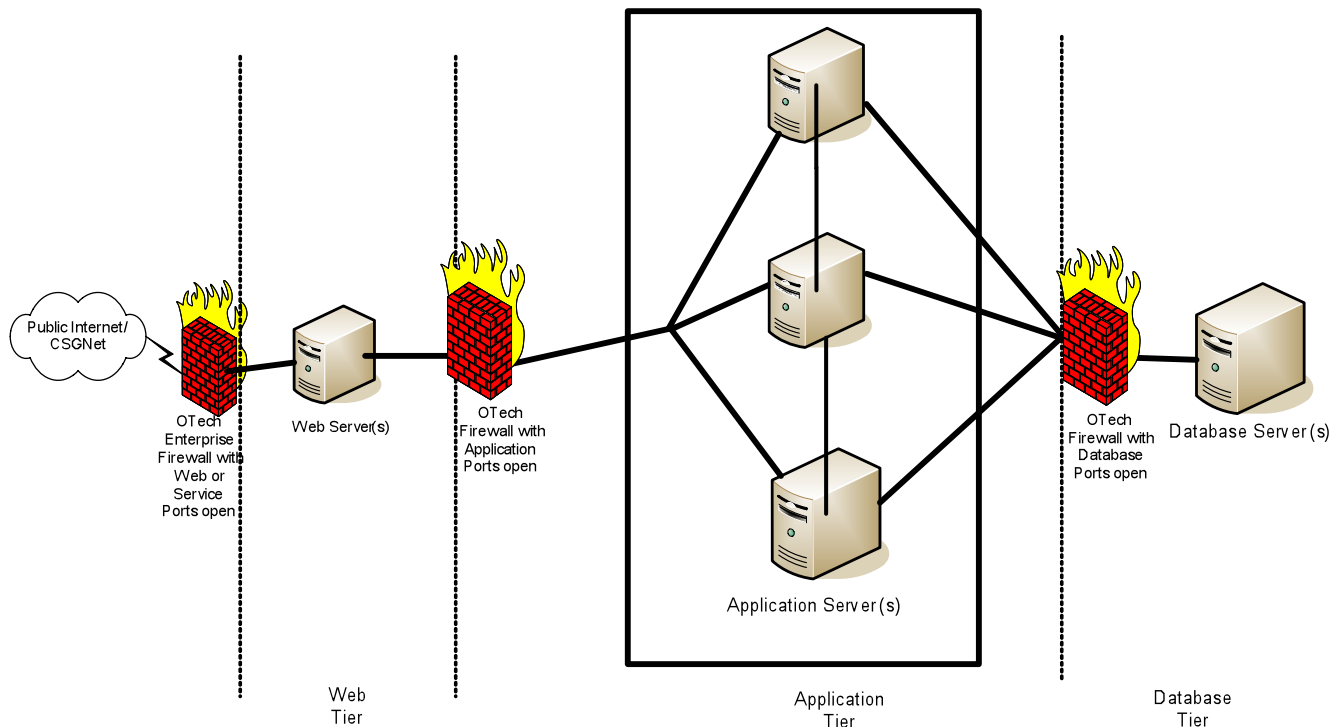 Public Internet/
CSGNet
OTech
Enterprise
Firewall with
Web or
Service
Ports open
Web Server(s)
OTech
Firewall with
Application
Ports open
Application Server(s)
OTech
Firewall with
Database
Ports open
Database Server(s)
Web
Tier
Application
Tier
Database
Tier